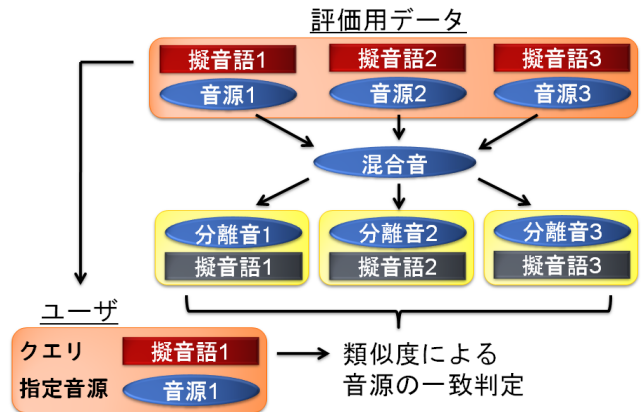 評価用データ
擬音語1 擬音語2 擬音語3
音源1 音源2 音源3
混合音
分離音1 分離音2 分離音3
擬音語1 擬音語2 擬音語3
ユーザ
クエリ 擬音語1
指定音源 音源1
類似度による
音源の一致判定